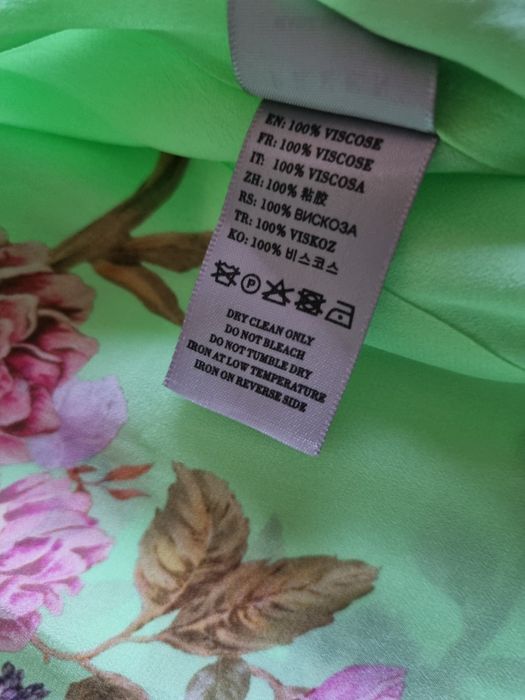 EN: 100% VISCOSE
FR: 100% VISCOSE
IT: 100% VISCOSA
ZH: 100% 粘胶
RS: 100% ВИСКОЗА
TR: 100% VISKOZ
KO: 100% 비스코스
P
DRY CLEAN ONLY
DO NOT BLEACH
DO NOT TUMBLE DRY
IRON AT LOW TEMPERATURE
IRON ON REVERSE SIDE